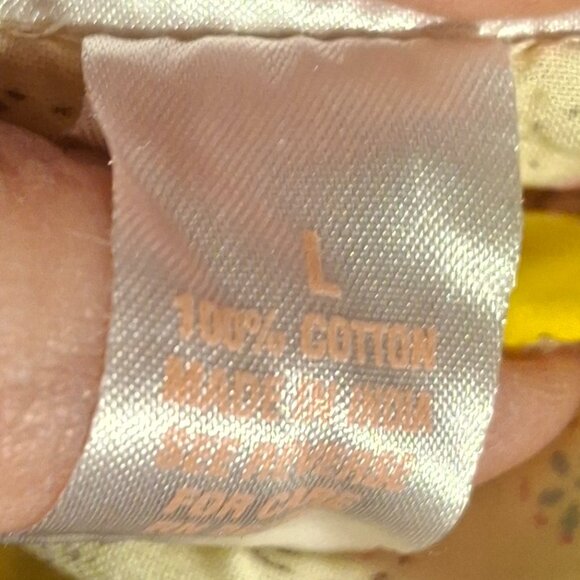 L
100% COTTON
MADE IN INDIA
SEE REVERSE
FOR CARE